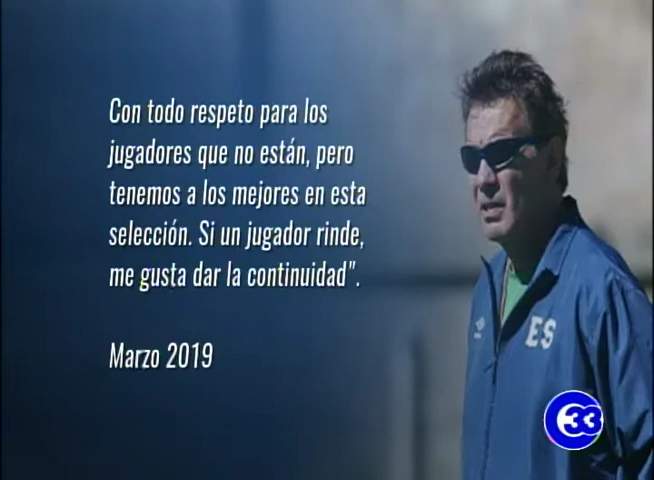 Con todo respeto para los
jugadores que no están, pero
tenemos a los mejores en esta
selección. Si un jugador rinde,
me gusta dar la continuidad".
Marzo 2019
ES
33